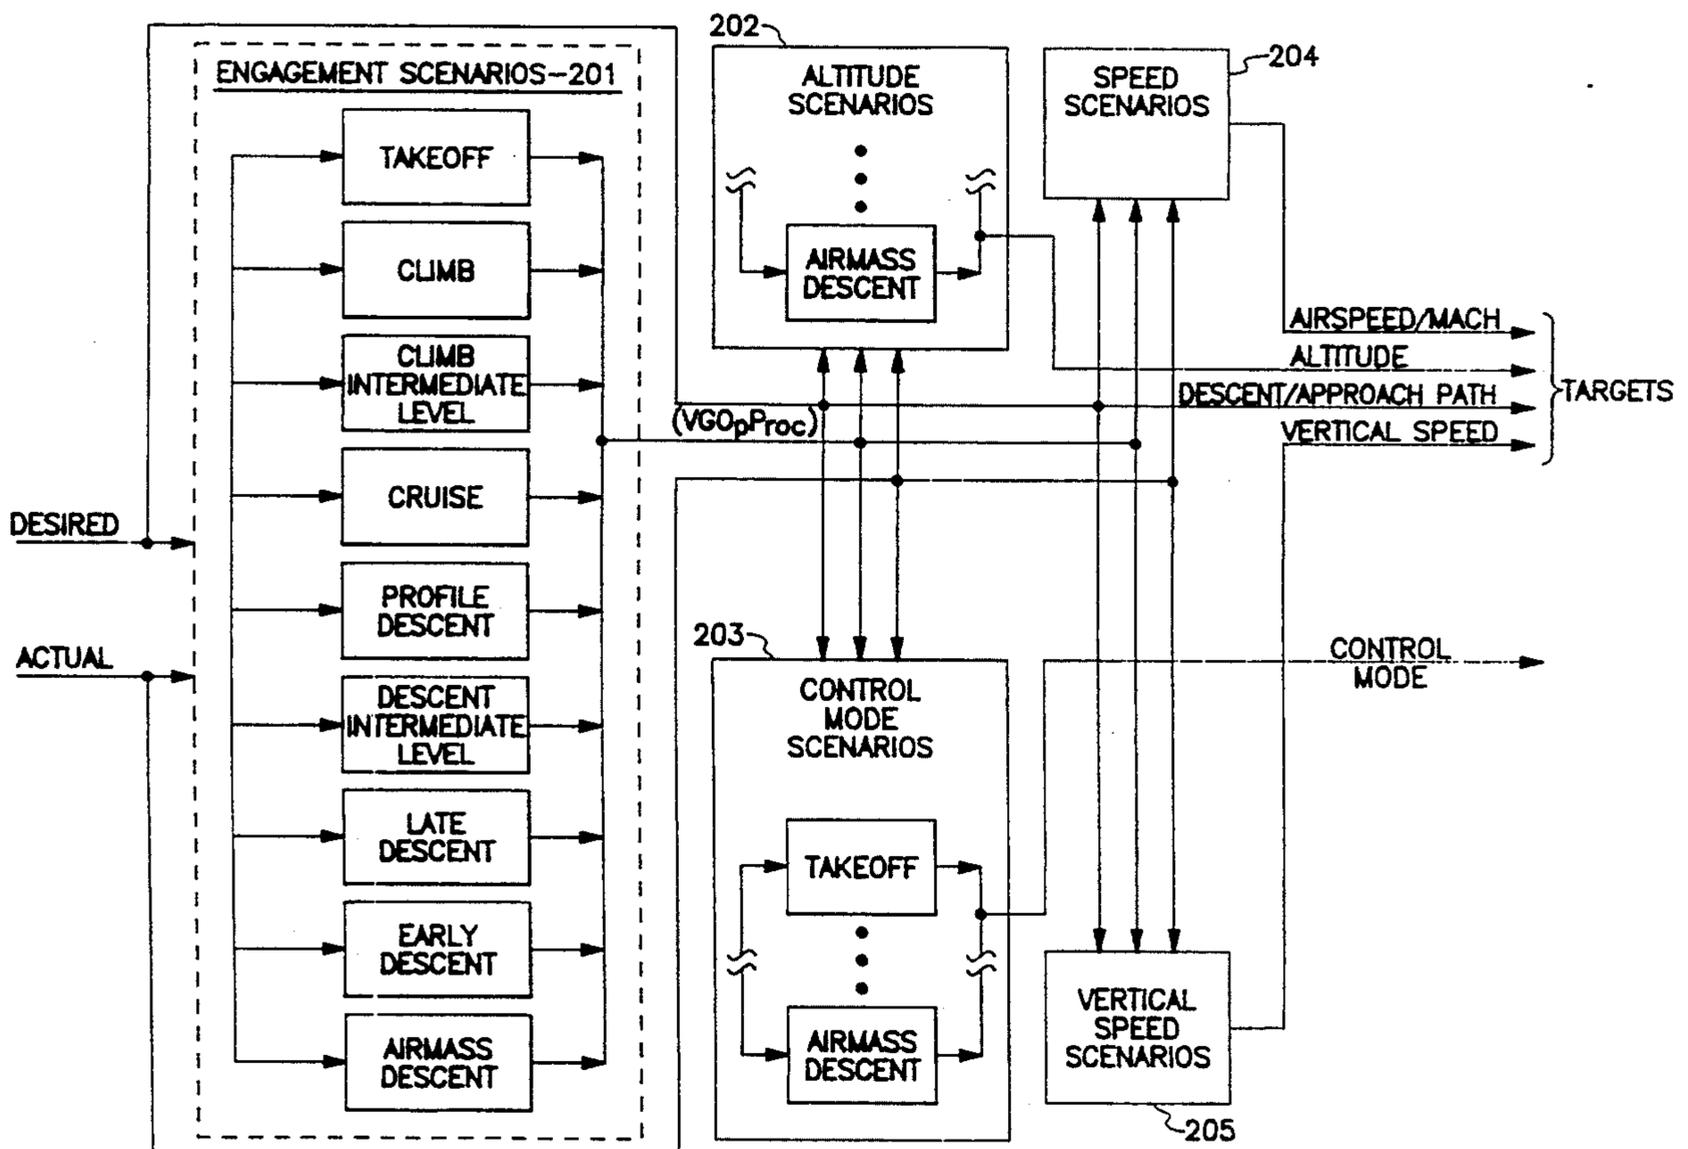 ENGAGEMENT SCENARIOS-201
TAKEOFF
CLIMB
CLIMB
INTERMEDIATE
LEVEL
CRUISE
PROFILE
DESCENT
DESCENT
INTERMEDIATE
LEVEL
LATE
DESCENT
EARLY
DESCENT
AIRMASS
DESCENT
DESIRED
ACTUAL
202
ALTITUDE
SCENARIOS
AIRMASS
DESCENT
204
SPEED
SCENARIOS
(VGOpProc)
AIRSPEED/MACH
ALTITUDE
DESCENT/APPROACH PATH
VERTICAL SPEED
TARGETS
203
CONTROL
MODE
SCENARIOS
TAKEOFF
AIRMASS
DESCENT
CONTROL
MODE
VERTICAL
SPEED
SCENARIOS
205